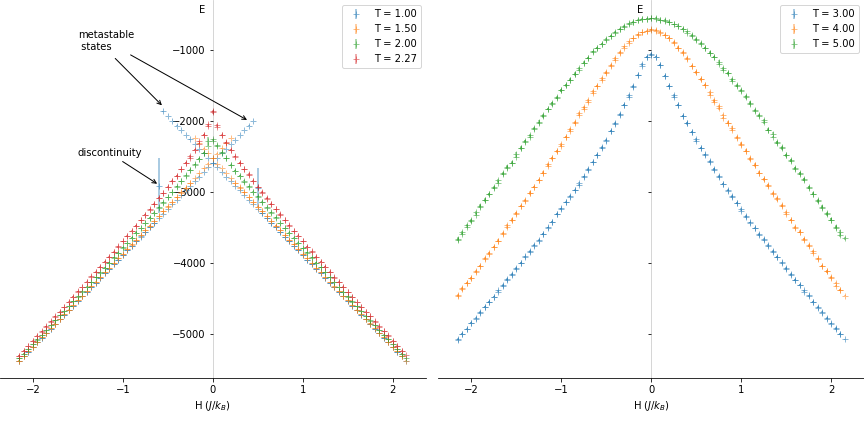 E
metastable
states
discontinuity
T = 1.00
T = 1.50
T = 2.00
T = 2.27
−1000
−2000
−3000
−4000
−5000
−2
−1
0
1
2
H (J/k_B)
E
T = 3.00
T = 4.00
T = 5.00
−2
−1
0
1
2
H (J/k_B)